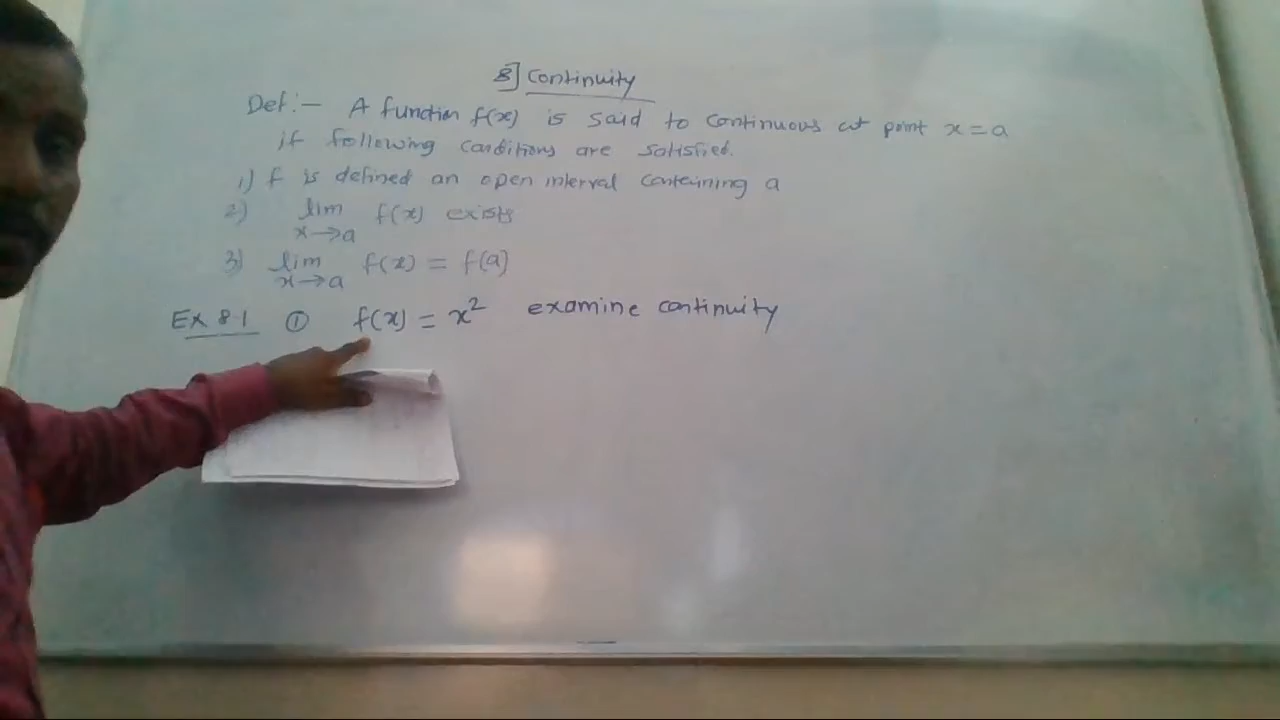 8] Continuity
Def:- A function f(x) is said to continuous at point x = a
if following conditions are satisfied.
1) f is defined an open interval containing a
2) lim x→a f(x) exists
3) lim x→a f(x) = f(a)
Ex 8.1 ① f(x) = x² examine continuity